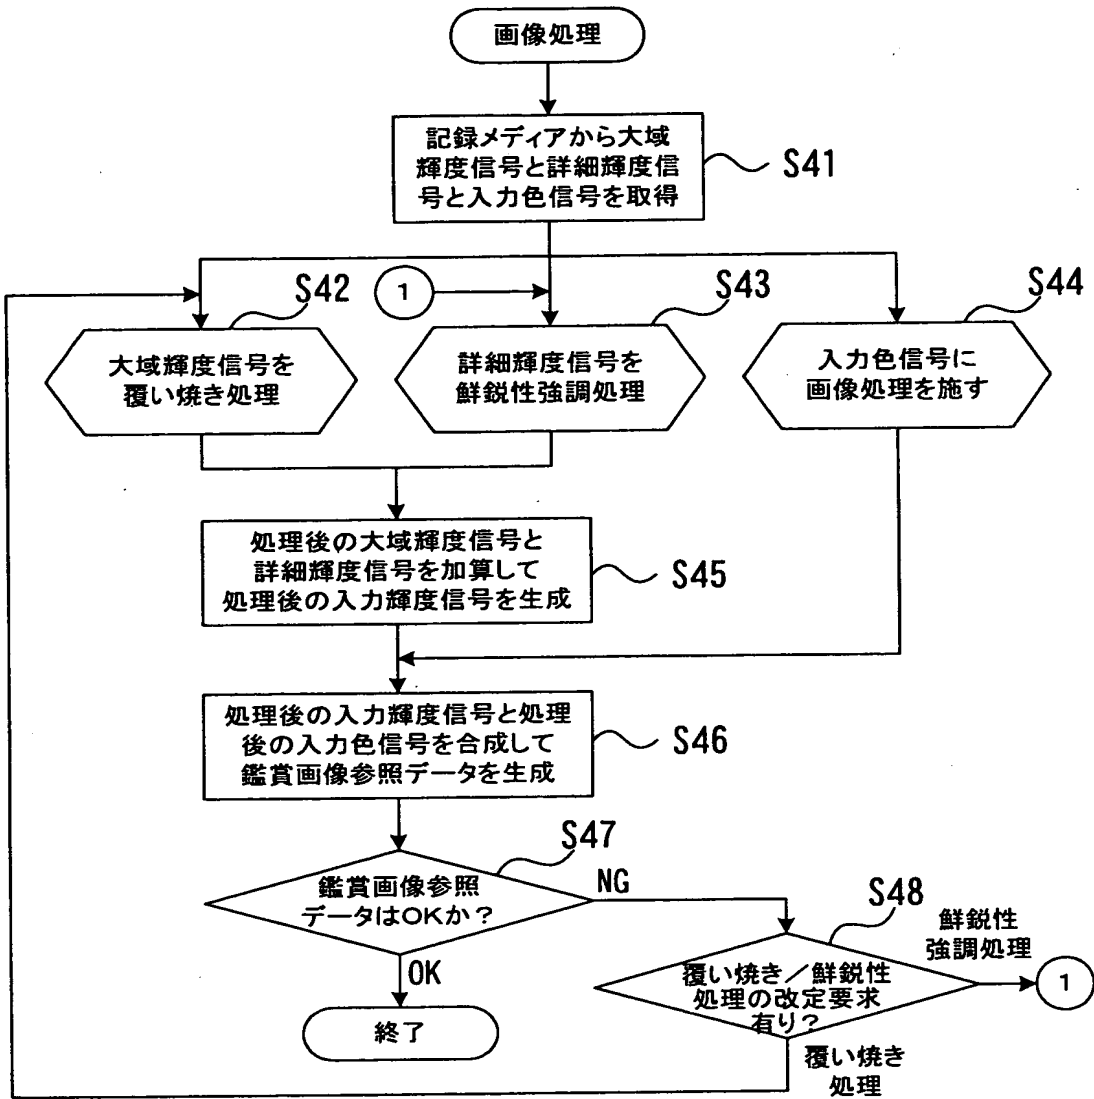 画像処理
記録メディアから大域
輝度信号と詳細輝度信
号と入力色信号を取得
S41
S42
1
S43
S44
大域輝度信号を
覆い焼き処理
詳細輝度信号を
鮮鋭性強調処理
入力色信号に
画像処理を施す
処理後の大域輝度信号と
詳細輝度信号を加算して
処理後の入力輝度信号を生成
S45
処理後の入力輝度信号と処理
後の入力色信号を合成して
鑑賞画像参照データを生成
S46
S47
鑑賞画像参照
データはOKか？
NG
OK
終了
S48
覆い焼き／鮮鋭性
処理の改定要求
有り？
鮮鋭性
強調処理
1
覆い焼き
処理